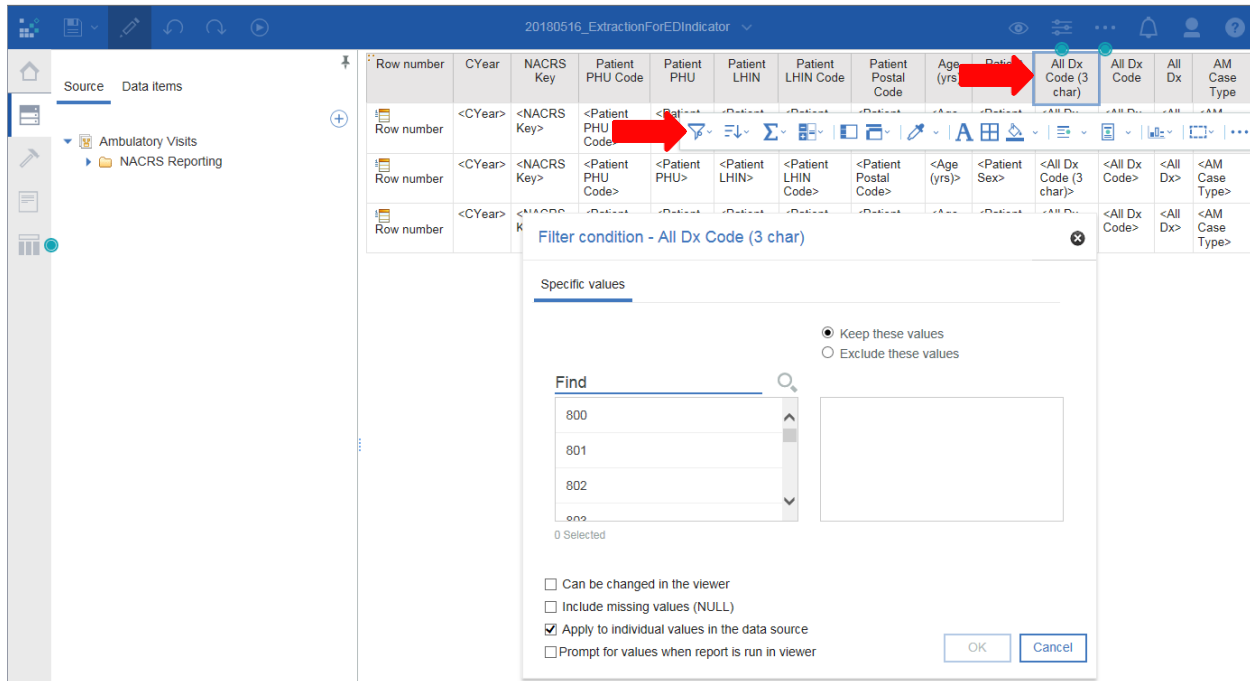 20180516_ExtractionForEDIndicator
Source Data items
Ambulatory Visits
NACRS Reporting
Row number CYear NACRS Key Patient PHU Code Patient PHU Patient LHIN Patient LHIN Code Patient Postal Code Age (yrs) All Dx Code (3 char) All Dx Code All Dx AM Case Type
Row number <CYear> <NACRS Key> <Patient PHU Code>
Row number <CYear> <NACRS Key> <Patient PHU Code> <Patient PHU> <Patient LHIN> <Patient LHIN Code> <Patient Postal Code> <Age (yrs)> <Patient Sex> <All Dx Code (3 char)> <All Dx Code> <All Dx> <AM Case Type>
Row number <CYear> <NACRS <All Dx Code> <All Dx> <AM Case Type>
Filter condition - All Dx Code (3 char)
Specific values
Keep these values
Exclude these values
Find
800
801
802
803
0 Selected
Can be changed in the viewer
Include missing values (NULL)
Apply to individual values in the data source
Prompt for values when report is run in viewer
OK Cancel